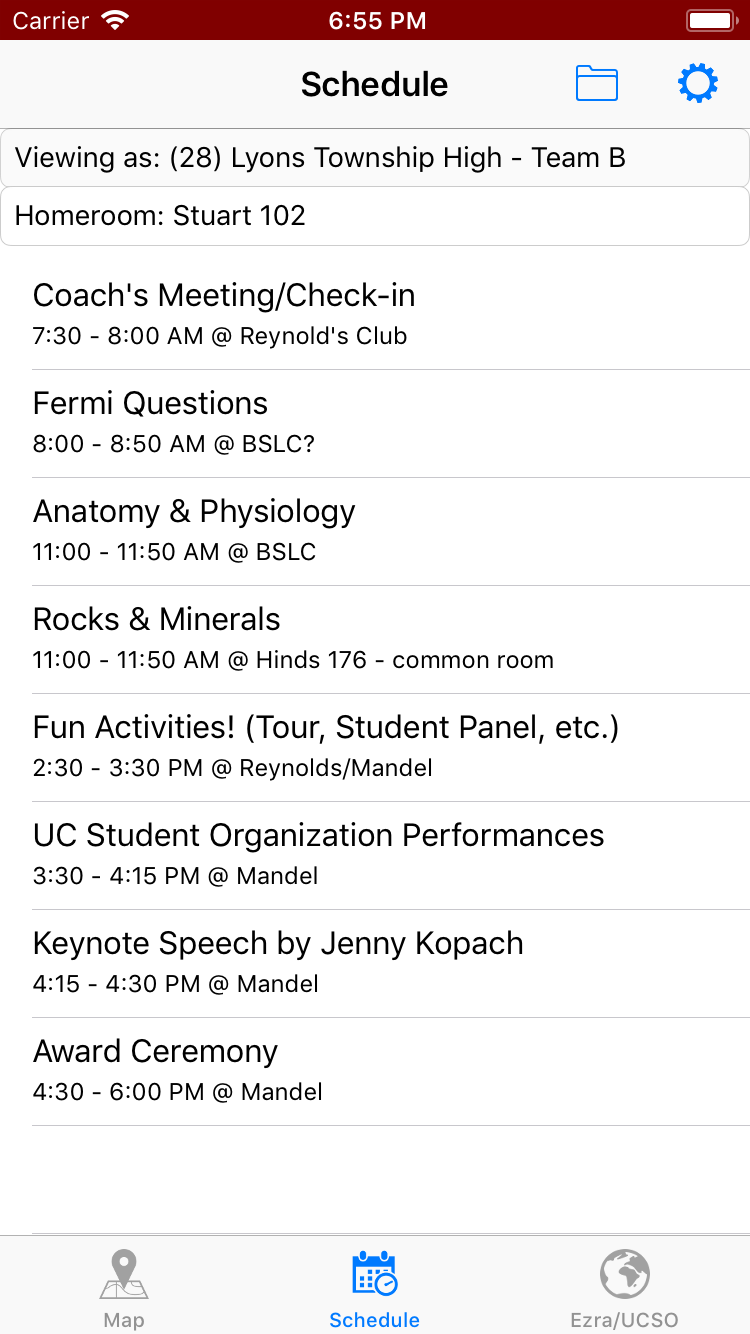 Carrier 6:55 PM
Schedule
Viewing as: (28) Lyons Township High - Team B
Homeroom: Stuart 102
Coach's Meeting/Check-in
7:30 - 8:00 AM @ Reynold's Club
Fermi Questions
8:00 - 8:50 AM @ BSLC?
Anatomy & Physiology
11:00 - 11:50 AM @ BSLC
Rocks & Minerals
11:00 - 11:50 AM @ Hinds 176 - common room
Fun Activities! (Tour, Student Panel, etc.)
2:30 - 3:30 PM @ Reynolds/Mandel
UC Student Organization Performances
3:30 - 4:15 PM @ Mandel
Keynote Speech by Jenny Kopach
4:15 - 4:30 PM @ Mandel
Award Ceremony
4:30 - 6:00 PM @ Mandel
Map Schedule Ezra/UCSO